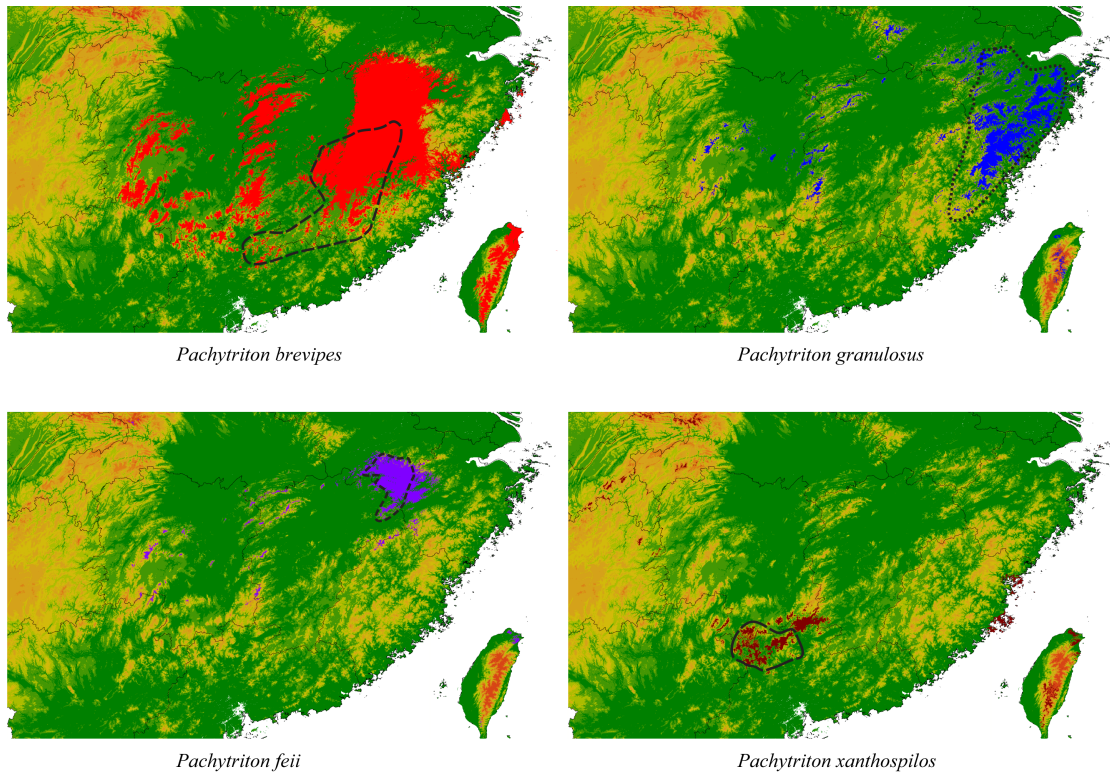 Pachytriton brevipes
Pachytriton granulosus
Pachytriton feii
Pachytriton xanthospilos